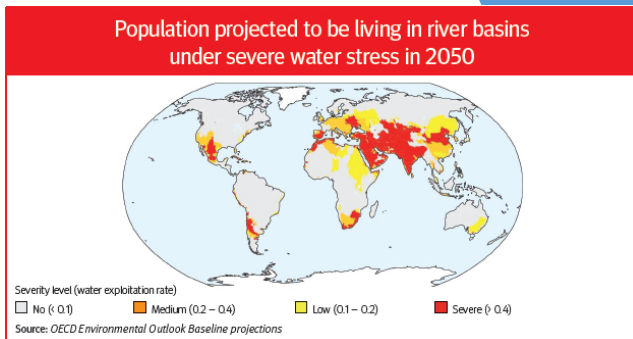 Population projected to be living in river basins
under severe water stress in 2050
Severity level (water exploitation rate)
No (< 0.1) Medium (0.2 – 0.4) Low (0.1 – 0.2) Severe (> 0.4)
Source: OECD Environmental Outlook Baseline projections